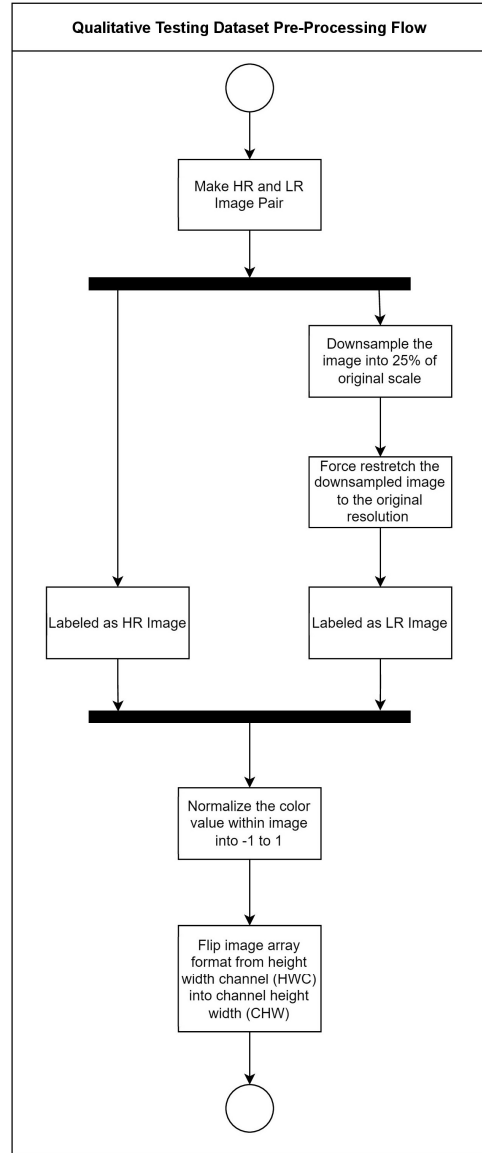 Qualitative Testing Dataset Pre-Processing Flow
Make HR and LR
Image Pair
Downsample the
image into 25% of
original scale
Force restretch the
downsampled image
to the original
resolution
Labeled as HR Image
Labeled as LR Image
Normalize the color
value within image
into -1 to 1
Flip image array
format from height
width channel (HWC)
into channel height
width (CHW)